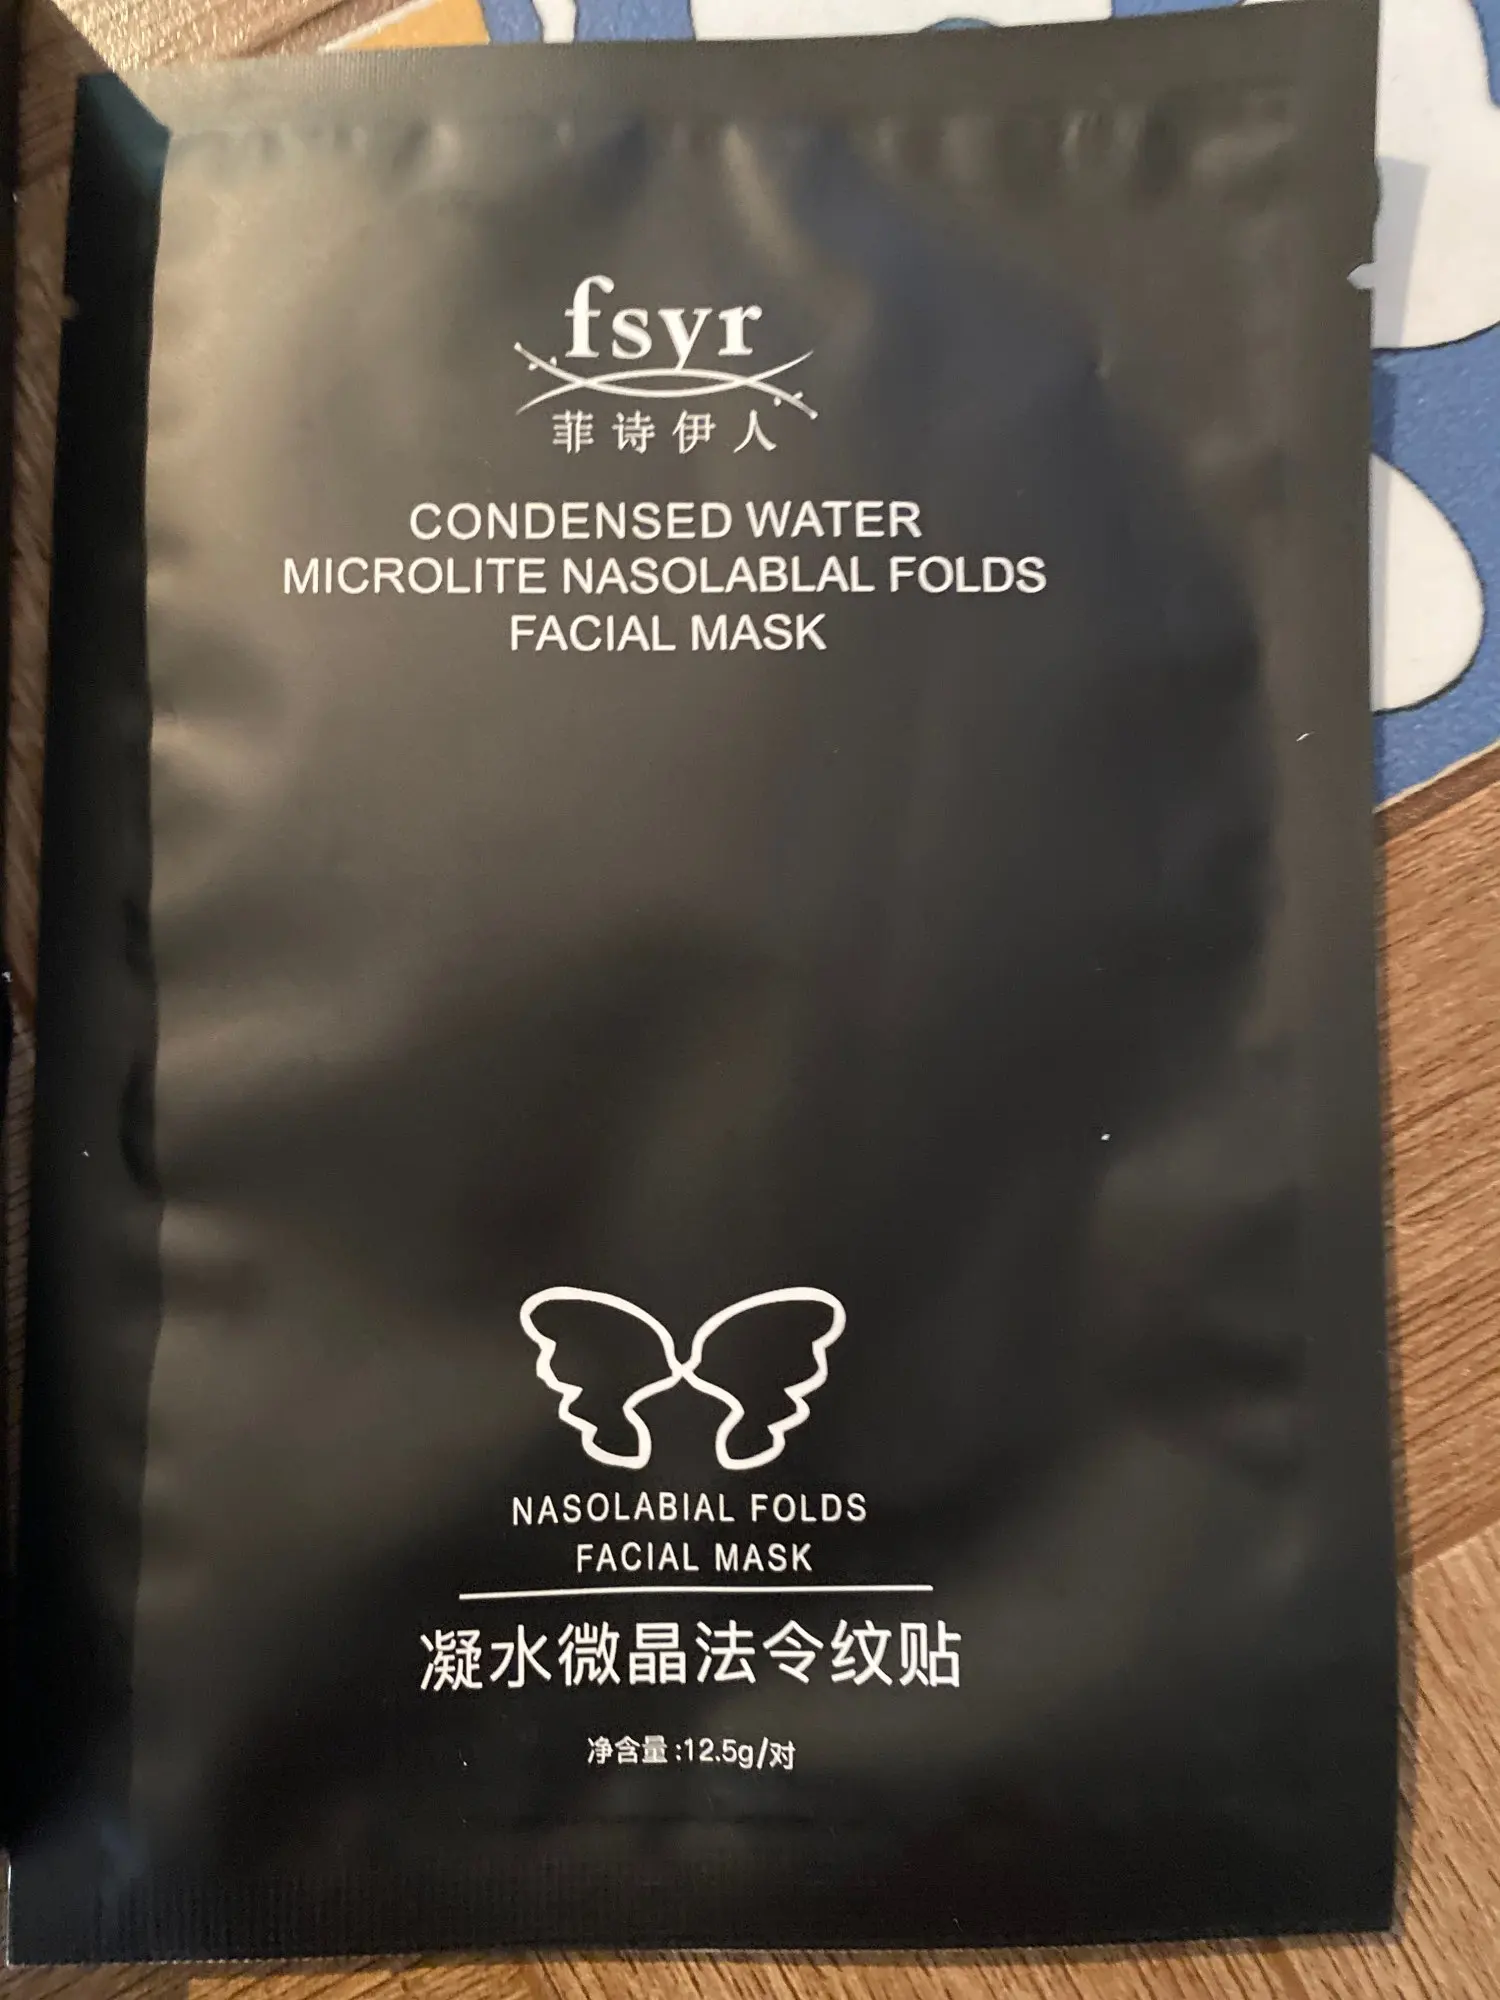 fsyr
菲诗伊人
CONDENSED WATER
MICROLITE NASOLABLAL FOLDS
FACIAL MASK
NASOLABIAL FOLDS
FACIAL MASK
凝水微晶法令纹贴
净含量:12.5g/对